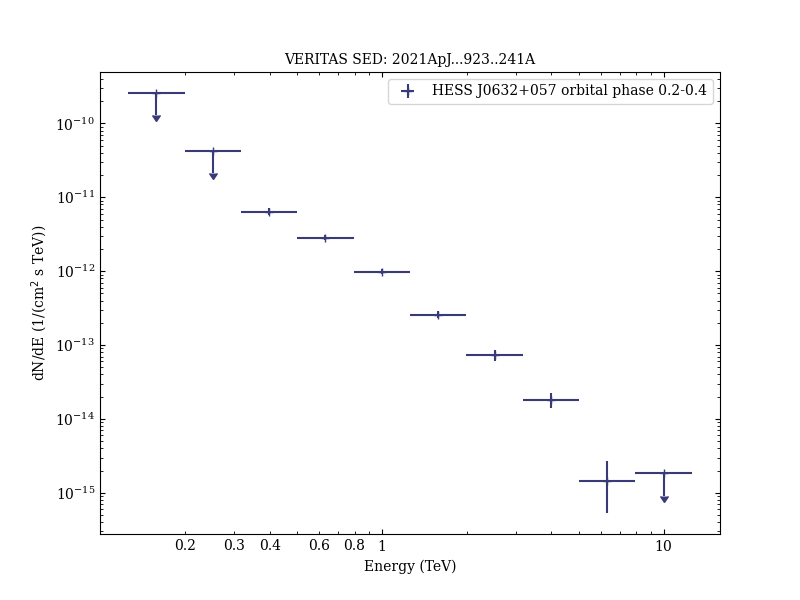 VERITAS SED: 2021ApJ...923..241A
HESS J0632+057 orbital phase 0.2-0.4
dN/dE (1/(cm² s TeV))
10⁻¹⁰
10⁻¹¹
10⁻¹²
10⁻¹³
10⁻¹⁴
10⁻¹⁵
0.2 0.3 0.4 0.6 0.8 1 10
Energy (TeV)